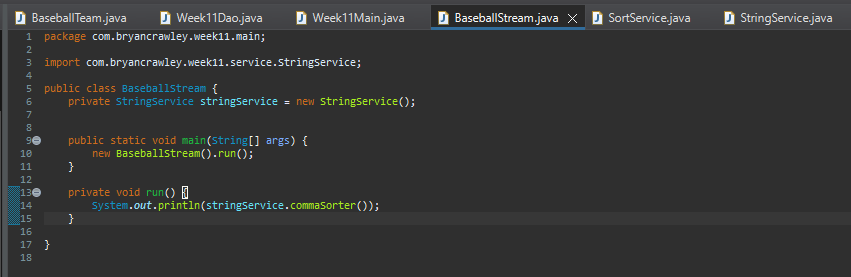 BaseballTeam.java Week11Dao.java Week11Main.java BaseballStream.java SortService.java StringService.java
1 package com.bryancrawley.week11.main;
2
3 import com.bryancrawley.week11.service.StringService;
4
5 public class BaseballStream {
6     private StringService stringService = new StringService();
7
8
9     public static void main(String[] args) {
10         new BaseballStream().run();
11     }
12
13     private void run() {
14         System.out.println(stringService.commaSorter());
15     }
16
17 }
18